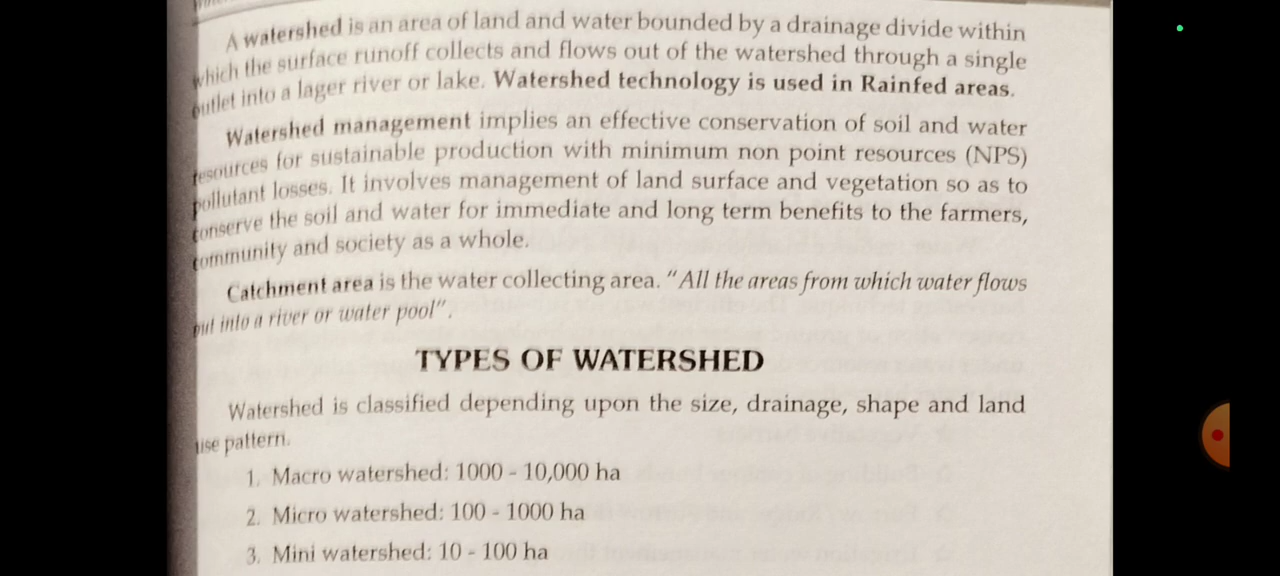 A watershed is an area of land and water bounded by a drainage divide within
which the surface runoff collects and flows out of the watershed through a single
outlet into a lager river or lake. Watershed technology is used in Rainfed areas.
Watershed management implies an effective conservation of soil and water
resources for sustainable production with minimum non point resources (NPS)
pollutant losses. It involves management of land surface and vegetation so as to
conserve the soil and water for immediate and long term benefits to the farmers,
community and society as a whole.
Catchment area is the water collecting area. "All the areas from which water flows
out into a river or water pool".
TYPES OF WATERSHED
Watershed is classified depending upon the size, drainage, shape and land
use pattern.
1. Macro watershed: 1000 - 10,000 ha
2. Micro watershed: 100 - 1000 ha
3. Mini watershed: 10 - 100 ha